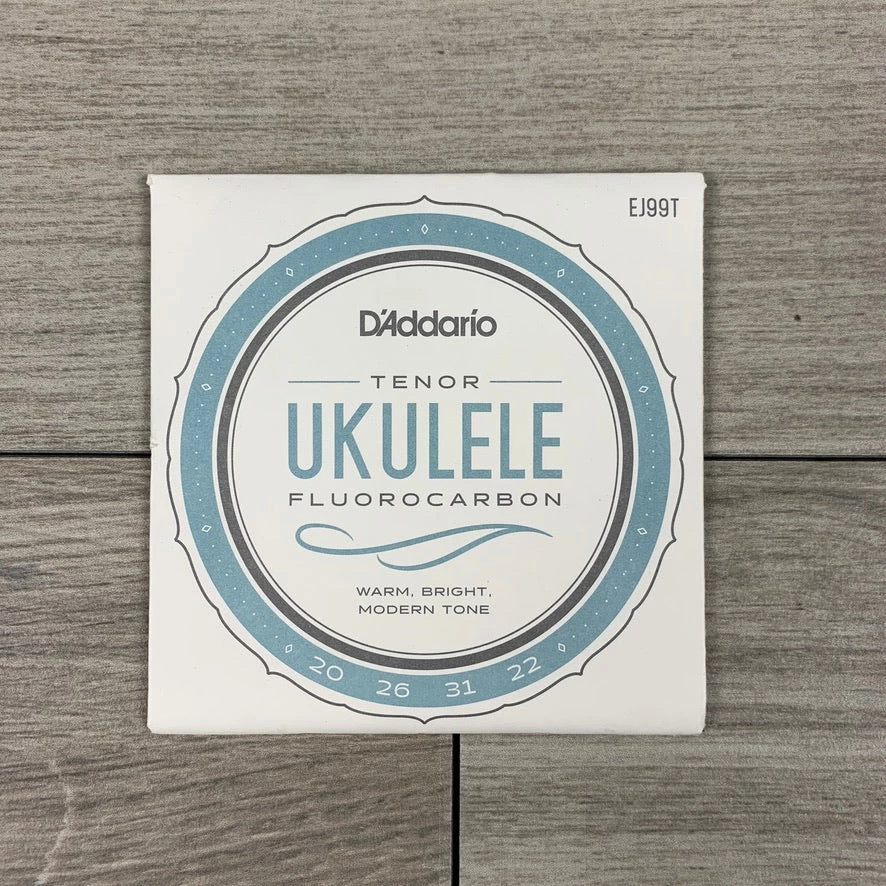 EJ99T
D'Addario
TENOR
UKULELE
FLUOROCARBON
WARM, BRIGHT,
MODERN TONE
20 26 31 22